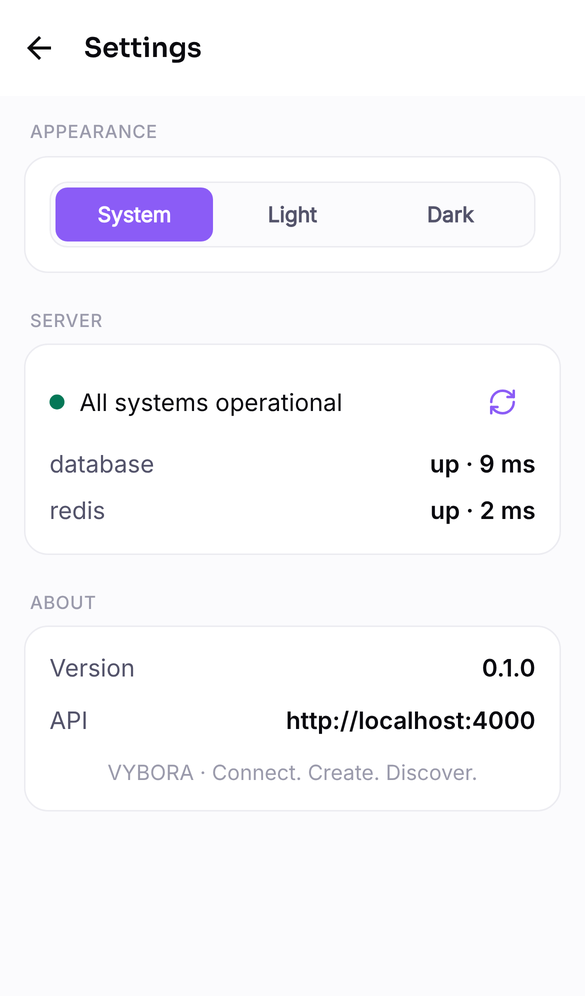 Settings
APPEARANCE
System Light Dark
SERVER
All systems operational
database up · 9 ms
redis up · 2 ms
ABOUT
Version 0.1.0
API http://localhost:4000
VYBORA · Connect. Create. Discover.